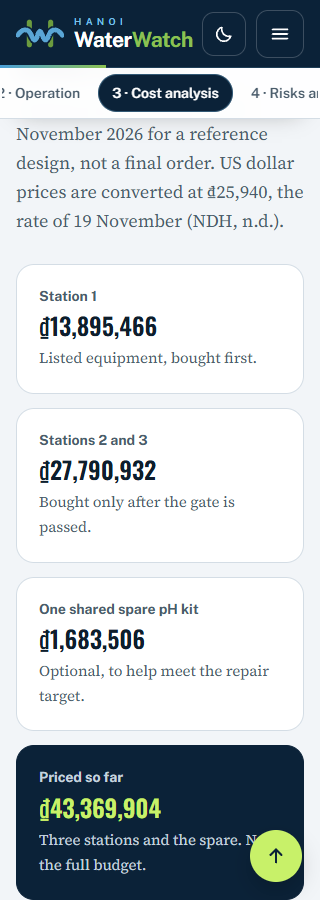 HANOI
WaterWatch
· Operation
3 · Cost analysis
4 · Risks
November 2026 for a reference
design, not a final order. US dollar
prices are converted at ₫25,940, the
rate of 19 November (NDH, n.d.).
Station 1
₫13,895,466
Listed equipment, bought first.
Stations 2 and 3
₫27,790,932
Bought only after the gate is
passed.
One shared spare pH kit
₫1,683,506
Optional, to help meet the repair
target.
Priced so far
₫43,369,904
Three stations and the spare.
the full budget.